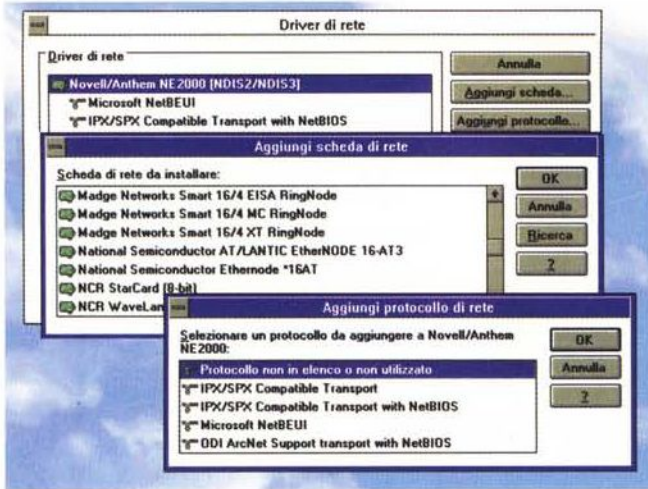 Driver di rete
Driver di rete
Novell/Anthem NE2000 [NDIS2/NDIS3]
Microsoft NetBEUI
IPX/SPX Compatible Transport with NetBIOS
Annulla
Aggiungi scheda...
Aggiungi protocollo...
Aggiungi scheda di rete
Scheda di rete da installare:
Madge Networks Smart 16/4 EISA RingNode
Madge Networks Smart 16/4 MC RingNode
Madge Networks Smart 16/4 XT RingNode
National Semiconductor AT/LANTIC EtherNODE 16-AT3
National Semiconductor Ethernode *16AT
NCR StarCard (8-bit)
NCR WaveLan
OK
Annulla
Ricerca
?
Aggiungi protocollo di rete
Selezionare un protocollo da aggiungere a Novell/Anthem
NE2000:
Protocollo non in elenco o non utilizzato
IPX/SPX Compatible Transport
IPX/SPX Compatible Transport with NetBIOS
Microsoft NetBEUI
ODI ArcNet Support transport with NetBIOS
OK
Annulla
?